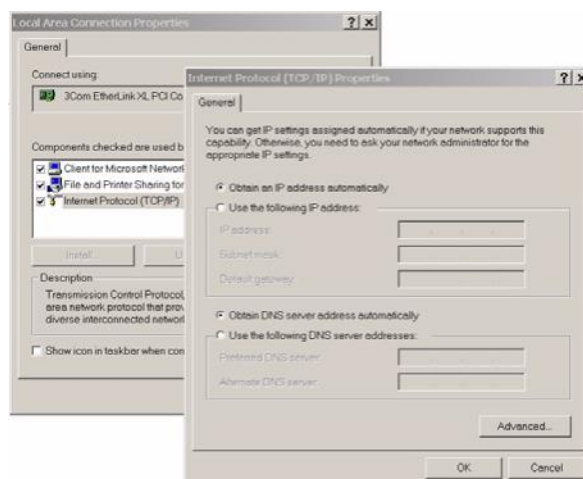 Local Area Connection Properties
General
Connect using:
3Com EtherLink XL PCI Co
Components checked are used b
Client for Microsoft Network
File and Printer Sharing for
Internet Protocol (TCP/IP)
Install...
U
Description
Transmission Control Protocol,
area network protocol that prov
diverse interconnected network
Show icon in taskbar when con
Internet Protocol (TCP/IP) Properties
General
You can get IP settings assigned automatically if your network supports this
capability. Otherwise, you need to ask your network administrator for the
appropriate IP settings.
Obtain an IP address automatically
Use the following IP address:
IP address:
Subnet mask:
Default gateway:
Obtain DNS server address automatically
Use the following DNS server addresses:
Preferred DNS server:
Alternate DNS server:
Advanced...
OK
Cancel